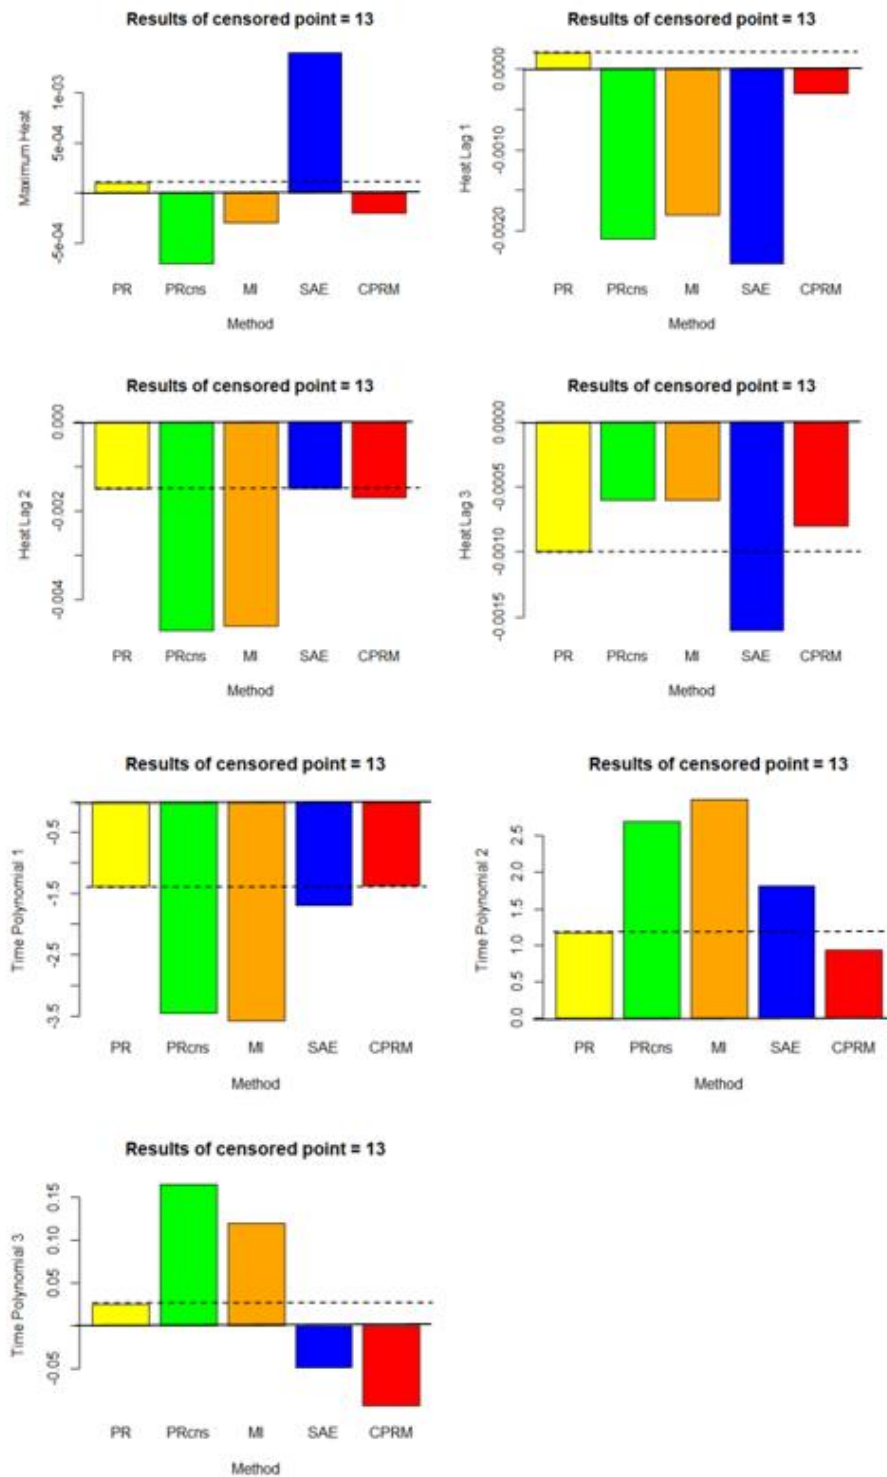 Results of censored point = 13
Maximum Heat
1e-03
5e-04
-5e-04
PR PRcns MI SAE CPRM
Method
Results of censored point = 13
Heat Lag 1
0.0000
-0.0010
-0.0020
PR PRcns MI SAE CPRM
Method
Results of censored point = 13
Heat Lag 2
0.000
-0.002
-0.004
PR PRcns MI SAE CPRM
Method
Results of censored point = 13
Heat Lag 3
0.0000
-0.0005
-0.0010
-0.0015
PR PRcns MI SAE CPRM
Method
Results of censored point = 13
Time Polynomial 1
-0.5
-1.5
-2.5
-3.5
PR PRcns MI SAE CPRM
Method
Results of censored point = 13
Time Polynomial 2
2.5
2.0
1.5
1.0
0.5
0.0
PR PRcns MI SAE CPRM
Method
Results of censored point = 13
Time Polynomial 3
0.15
0.10
0.05
-0.05
PR PRcns MI SAE CPRM
Method